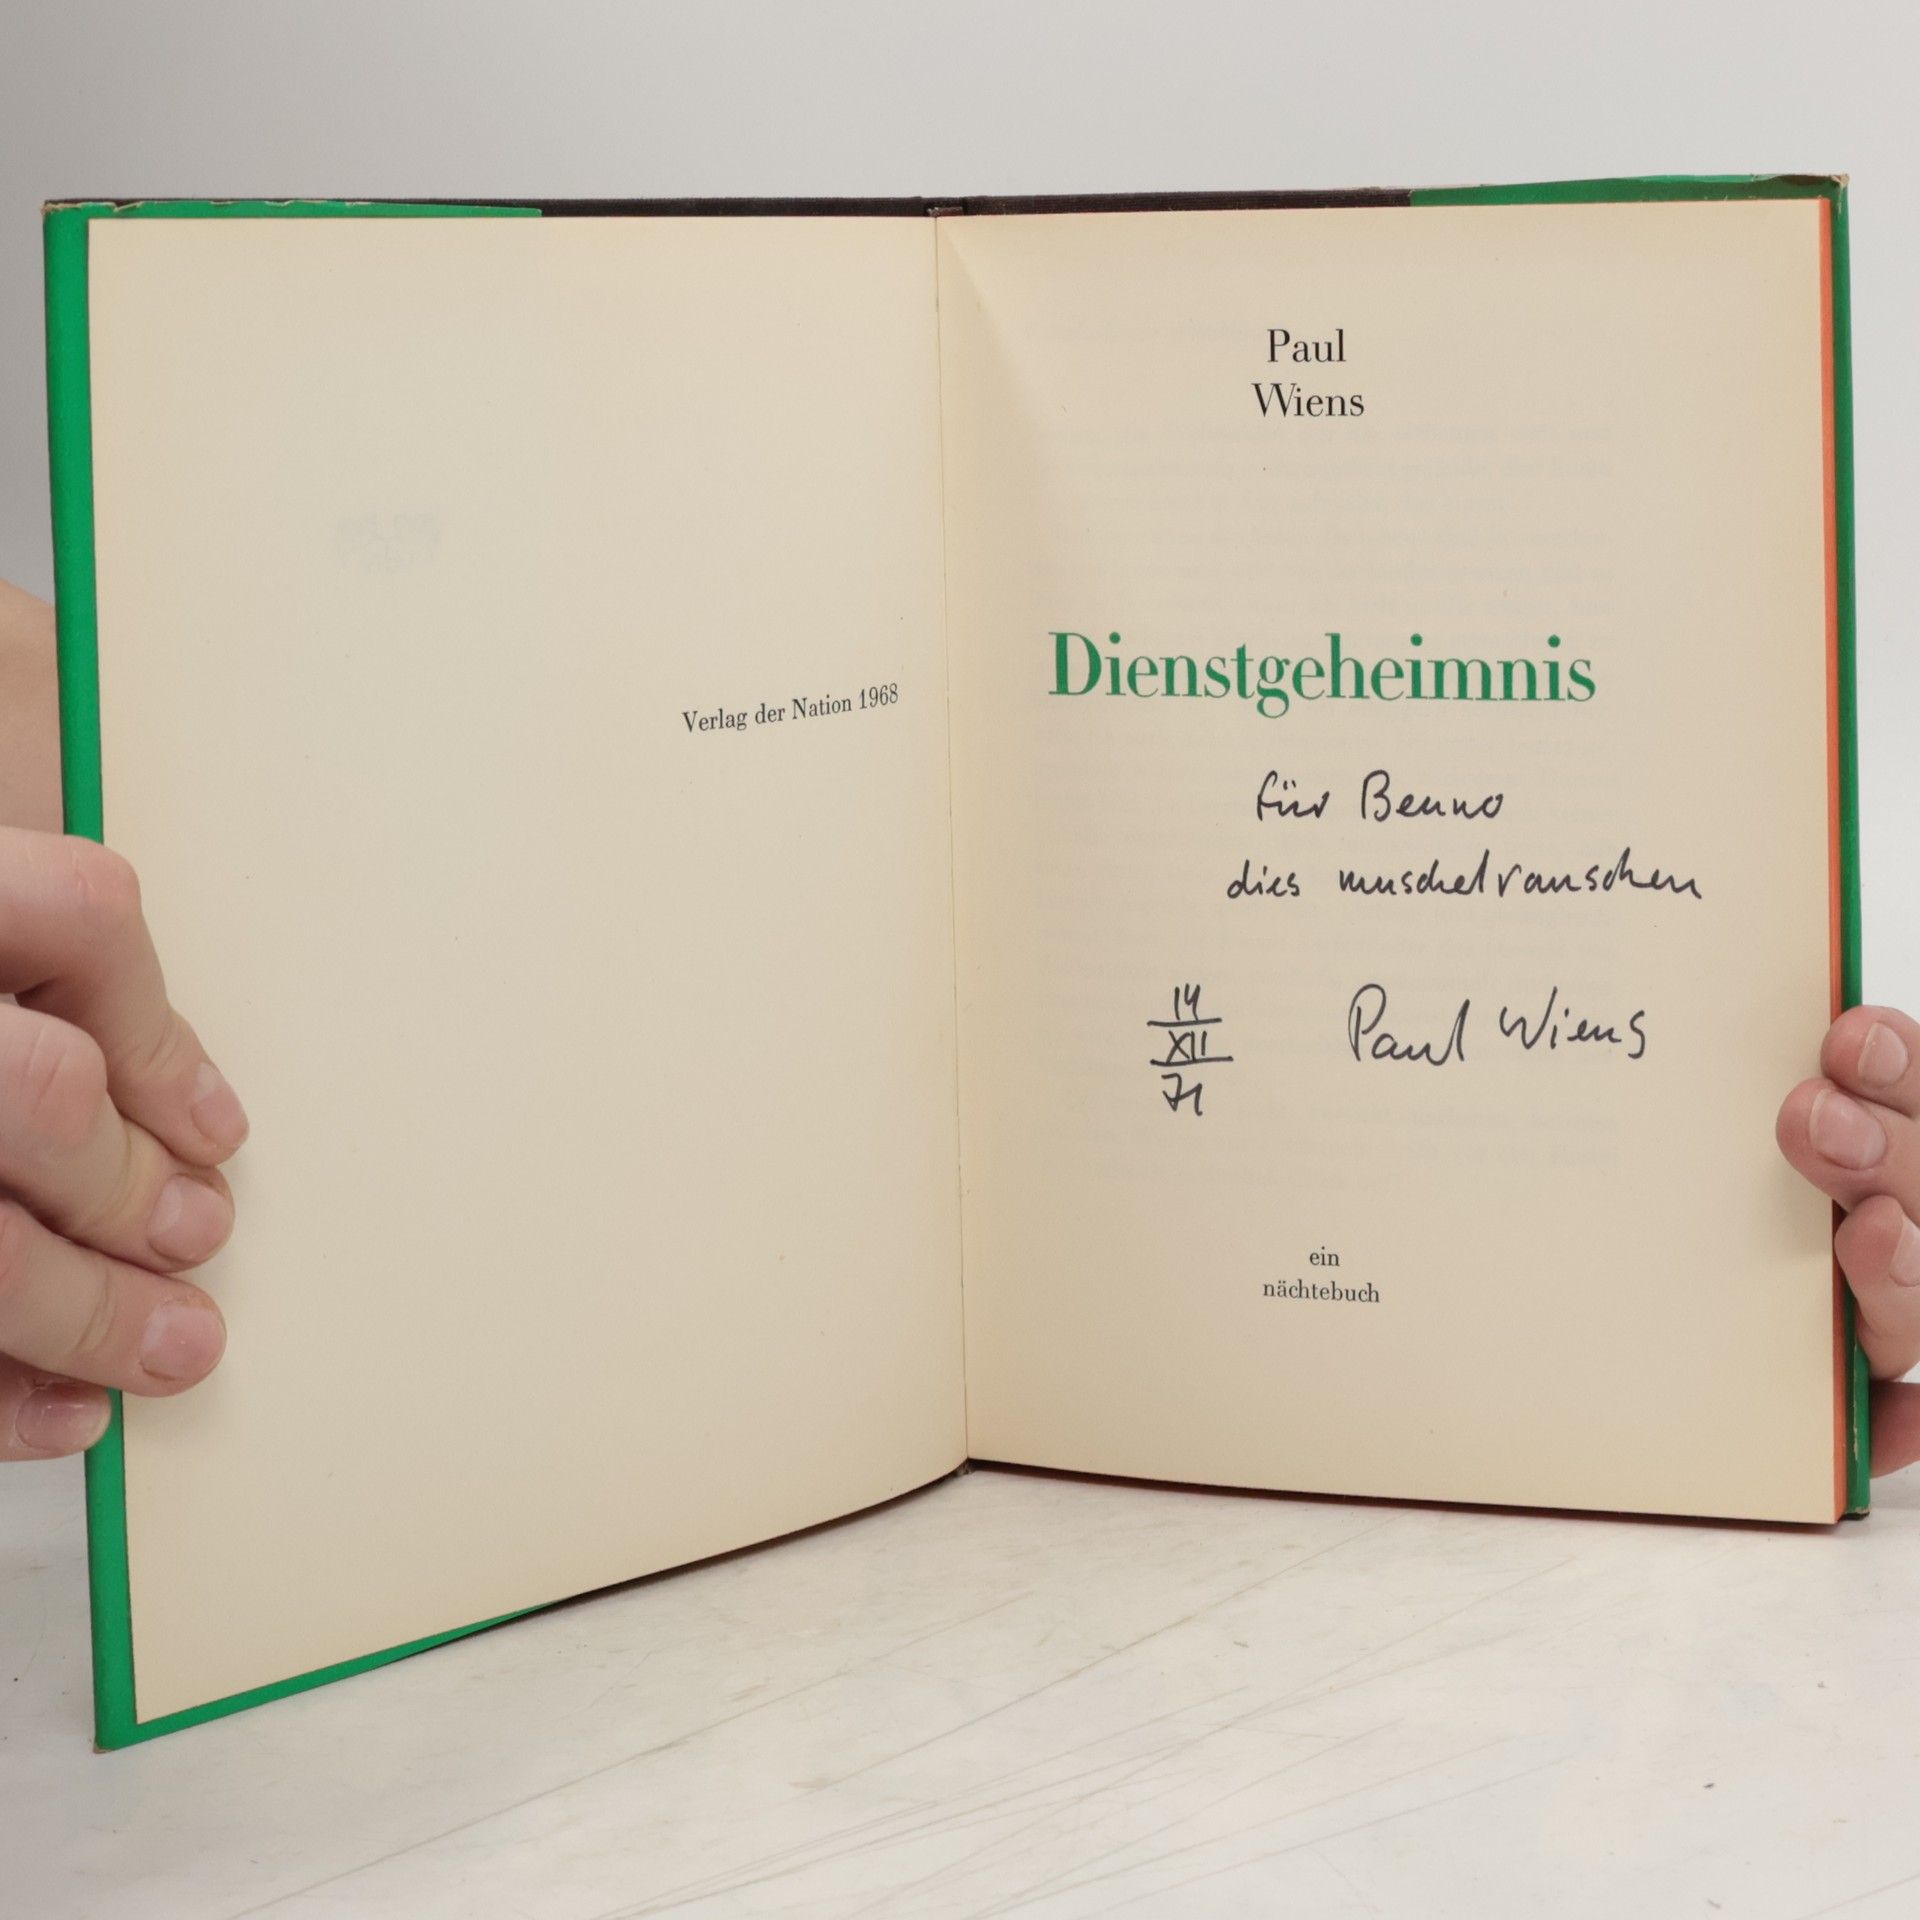 Verlag der Nation 1968
Paul
Wiens
Dienstgeheimnis
für Benno
dies muschelrauschen
14
XII
71
Paul Wiens
ein
nächtebuch